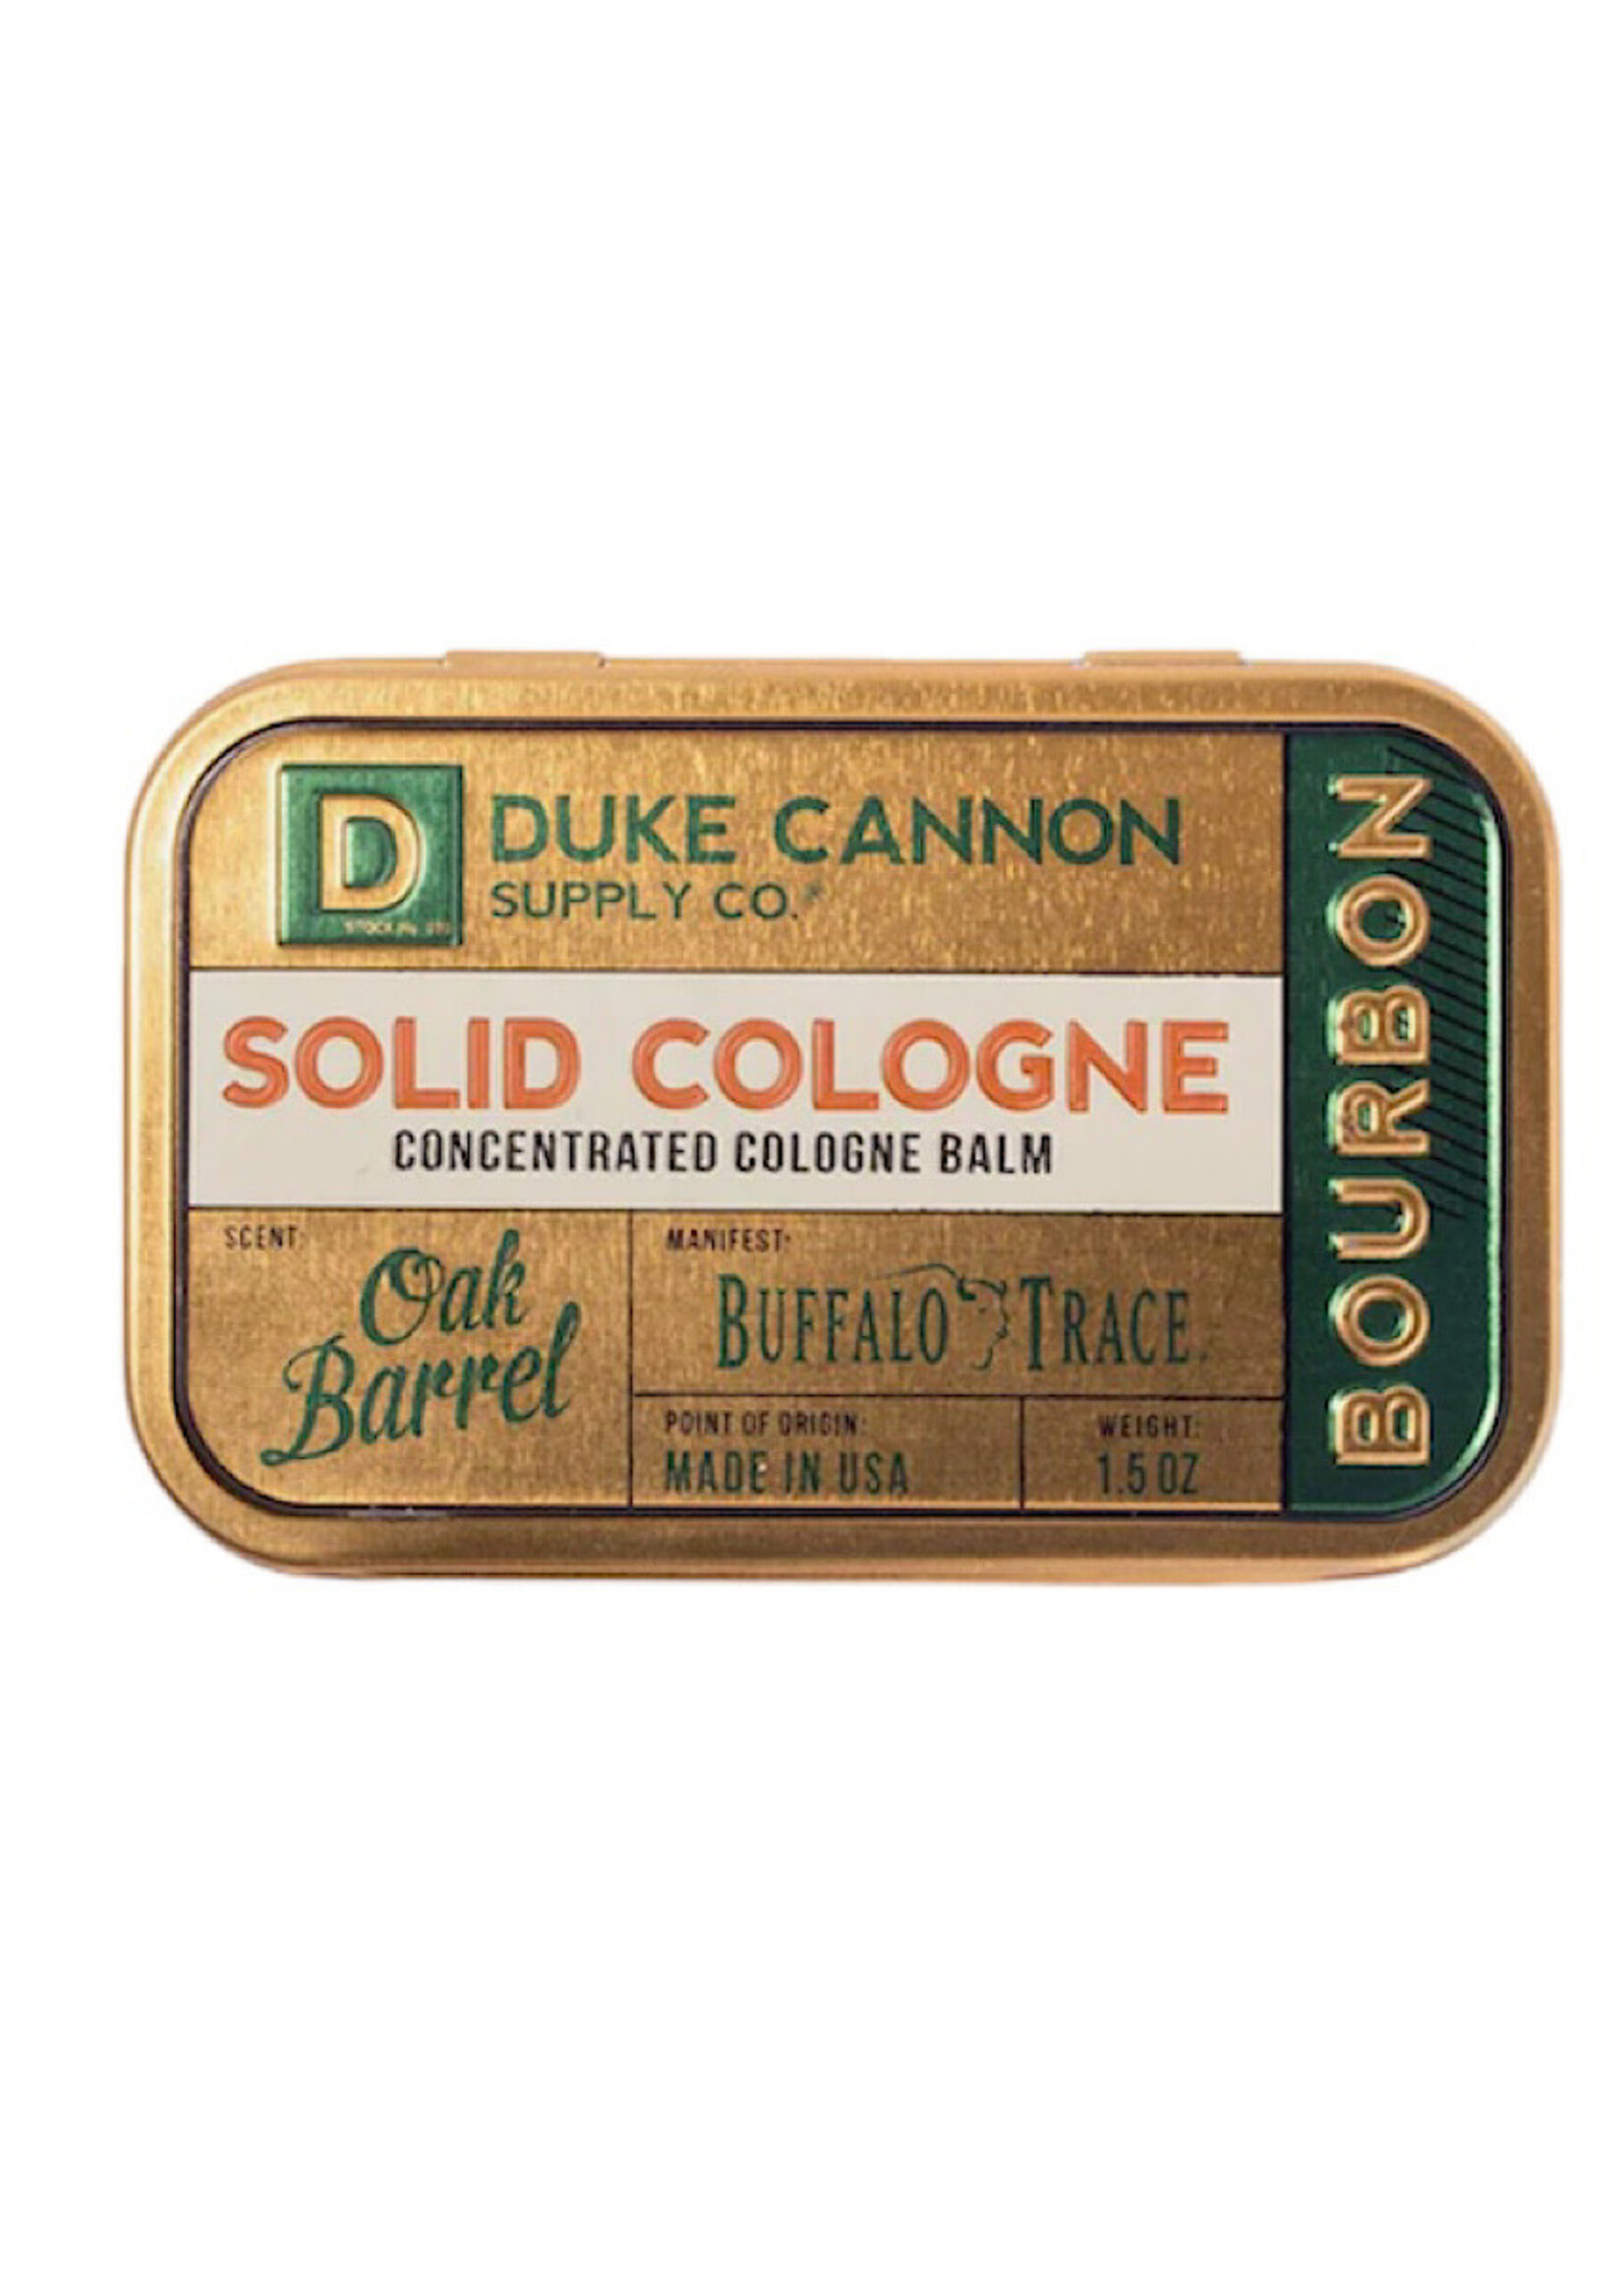 D
DUKE CANNON
SUPPLY CO.
SOLID COLOGNE
CONCENTRATED COLOGNE BALM
SCENT:
Oak
Barrel
MANIFEST:
BUFFALO TRACE
POINT OF ORIGIN:
MADE IN USA
WEIGHT:
1.5 OZ
BOURBON